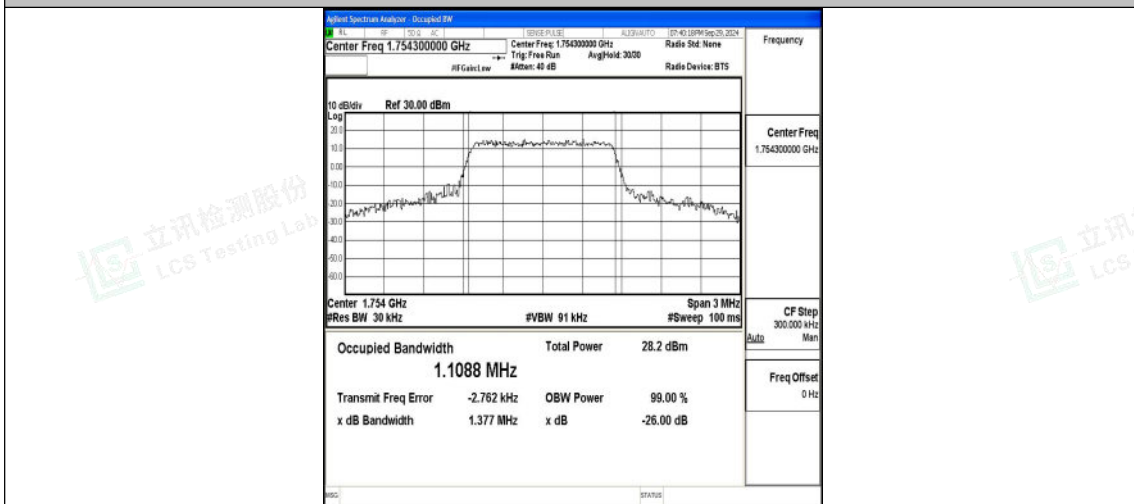 Agilent Spectrum Analyzer - Occupied BW
RL RF 50 Ω AC SENSE:PULSE ALIGNAUTO 07:40:18PM Sep 29, 2024
Center Freq 1.754300000 GHz
Center Freq: 1.754300000 GHz
Radio Std: None
Trig: Free Run Avg|Hold: 30/30
#IFGain:Low #Atten: 40 dB Radio Device: BTS
Frequency
10 dB/div Ref 30.00 dBm
Log
20.0
10.0
0.00
-10.0
-20.0
-30.0
-40.0
-50.0
-60.0
Center Freq
1.754300000 GHz
Center 1.754 GHz Span 3 MHz
#Res BW 30 kHz #VBW 91 kHz #Sweep 100 ms
CF Step
300.000 kHz
Auto Man
Occupied Bandwidth Total Power 28.2 dBm
1.1088 MHz
Freq Offset
0 Hz
Transmit Freq Error -2.762 kHz OBW Power 99.00 %
x dB Bandwidth 1.377 MHz x dB -26.00 dB
MSG STATUS
立讯检测股份
LCS Testing Lab
立讯
LCS